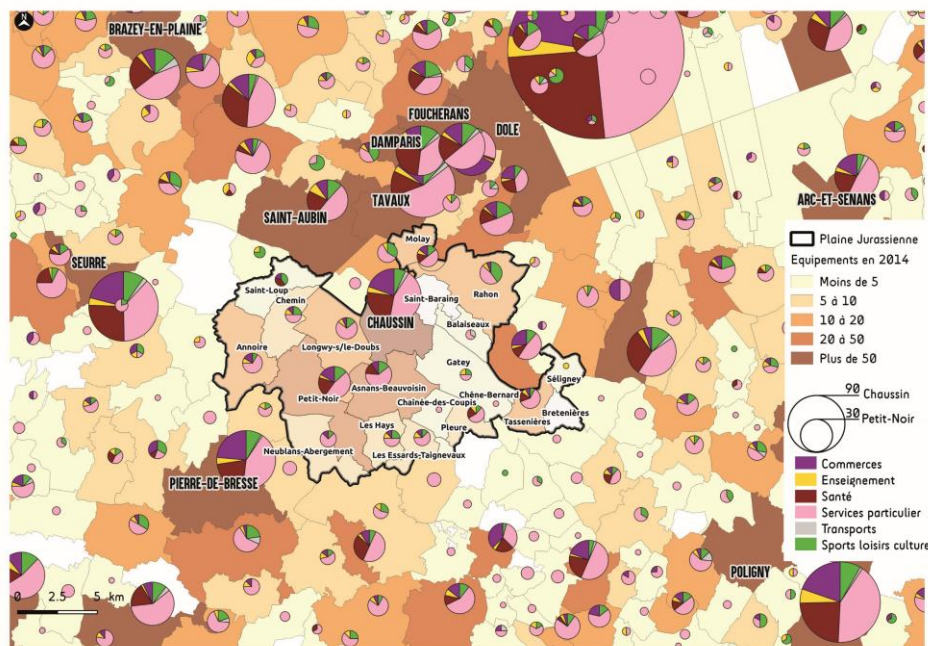 BRAZEY-EN-PLAINE
FOUCHERANS
DOLE
DAMPARIS
TAVAUX
SAINT-AUBIN
ARC-ET-SENANS
SEURRE
Molay
Saint-Loup
Chemin
Saint-Baraing
Rahon
CHAUSSIN
Balaiseaux
Annoire
Longwy-s/le-Doubs
Gatey
Petit-Noir
Asnans-Beauvoisin
Séligney
Chaînée-des-Coupis
Chêne-Bernard
Les Hays
Pleure
Tassenières
Bretenières
Neublans-Abergement
Les Essards-Taignevaux
PIERRE-DE-BRESSE
POLIGNY
0 2.5 5 km
Plaine Jurassienne
Equipements en 2014
Moins de 5
5 à 10
10 à 20
20 à 50
Plus de 50
90 Chaussin
30 Petit-Noir
Commerces
Enseignement
Santé
Services particulier
Transports
Sports loisirs culture